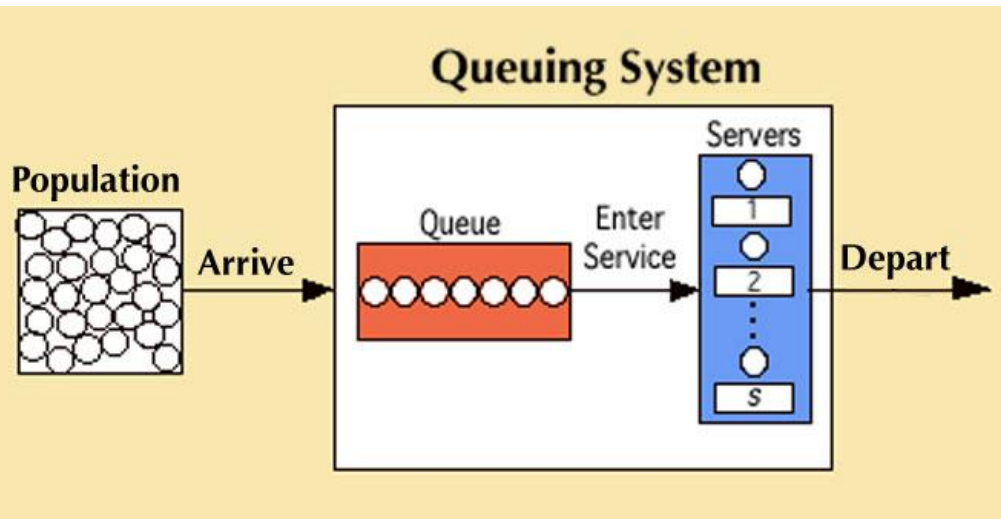 Queuing System
Population
Arrive
Queue
Enter
Service
Servers
1
2
s
Depart